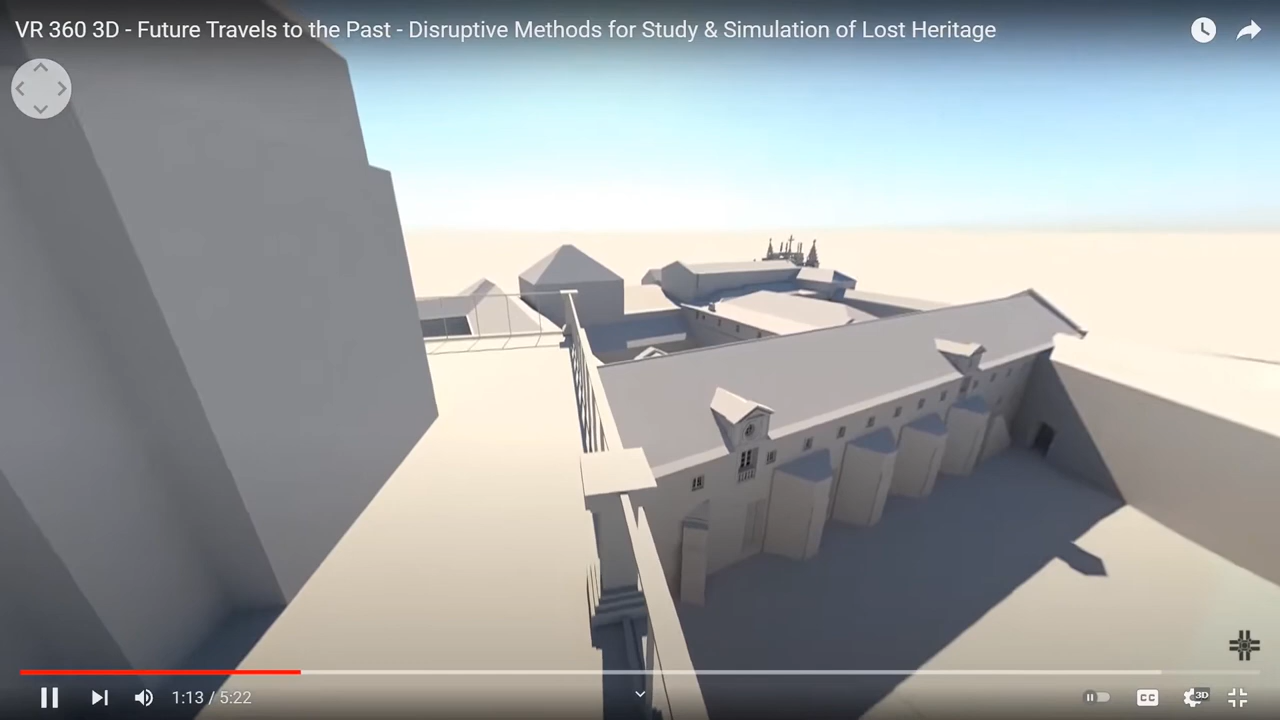 VR 360 3D - Future Travels to the Past - Disruptive Methods for Study & Simulation of Lost Heritage
1:13 / 5:22
CC
3D